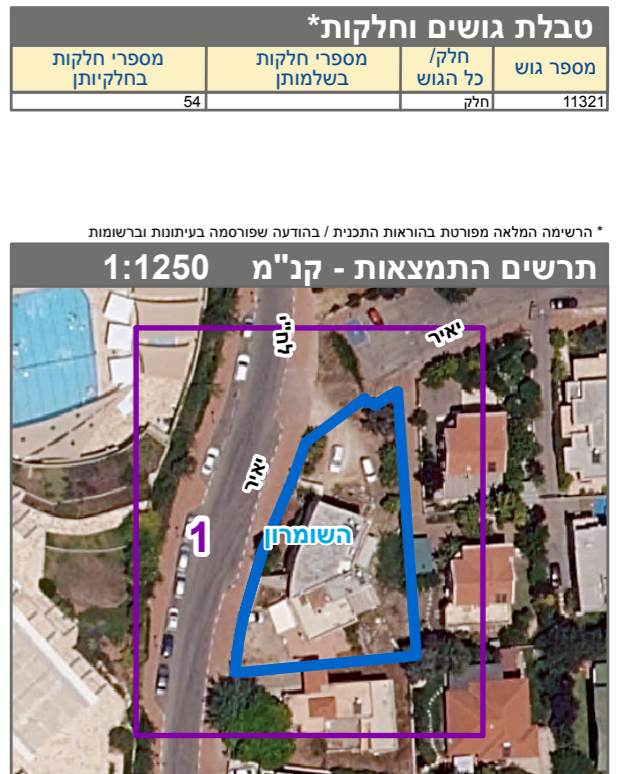 טבלת גושים וחלקות*
מספר גוש
חלק/
כל הגוש
מספרי חלקות
בשלמותן
מספרי חלקות
בחלקיותן
11321 חלק 54
* הרשימה המלאה מפורטת בהוראות התכנית / בהודעה שפורסמה בעיתונות וברשומות
תרשים התמצאות - קנ"מ 1:1250
יאיר
יאיר
השומרון
1